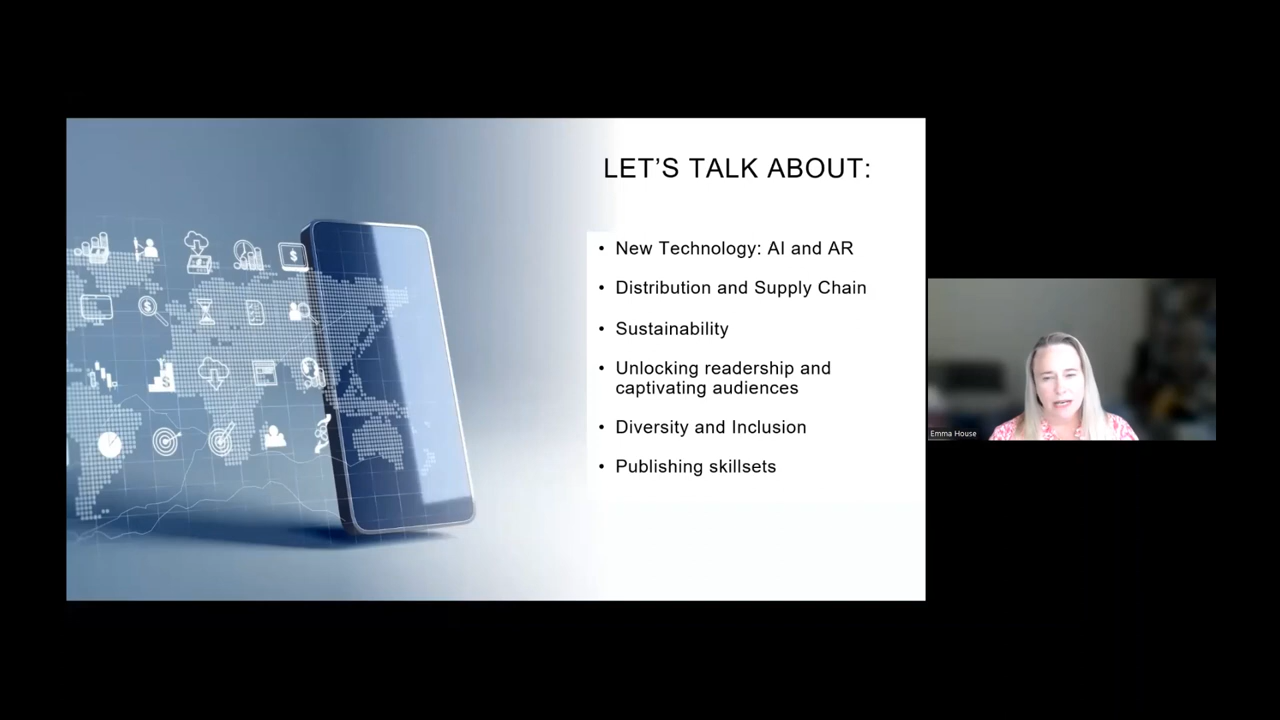 LET'S TALK ABOUT:
• New Technology: AI and AR
• Distribution and Supply Chain
• Sustainability
• Unlocking readership and
captivating audiences
• Diversity and Inclusion
• Publishing skillsets
Emma House